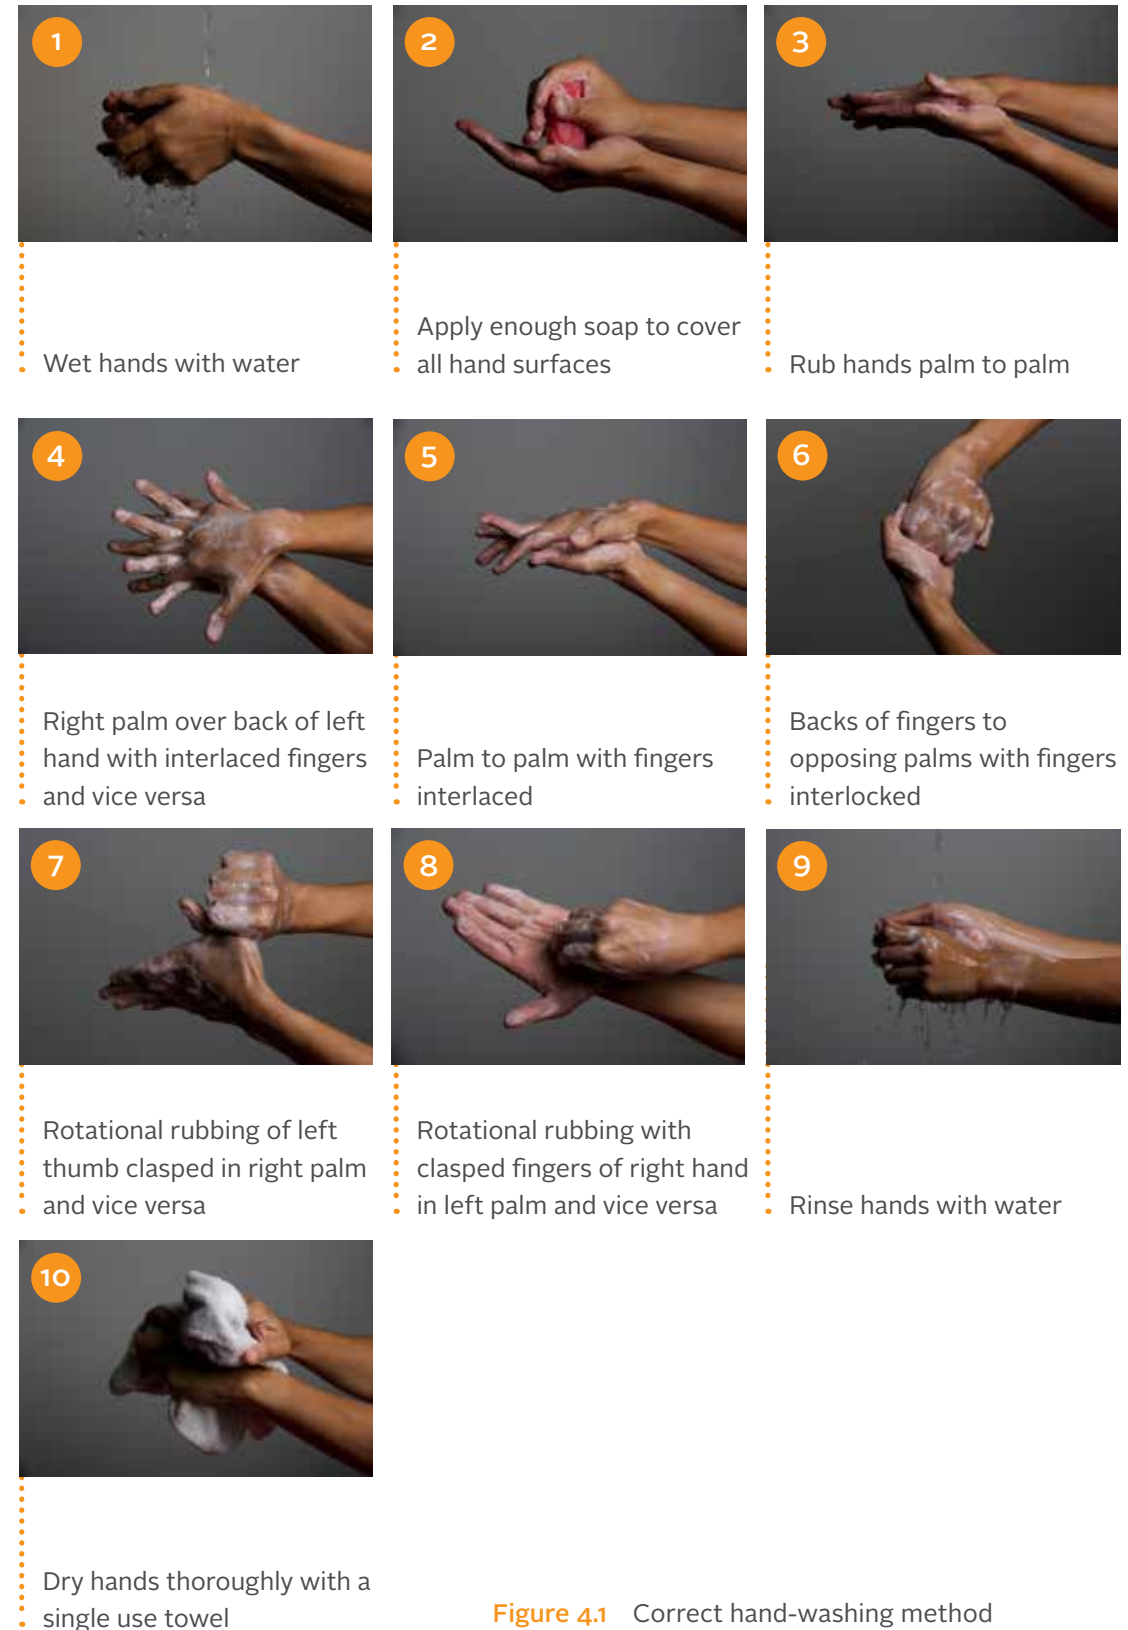 1
2
3
Wet hands with water
Apply enough soap to cover
all hand surfaces
Rub hands palm to palm
4
5
6
Right palm over back of left
hand with interlaced fingers
and vice versa
Palm to palm with fingers
interlaced
Backs of fingers to
opposing palms with fingers
interlocked
7
8
9
Rotational rubbing of left
thumb clasped in right palm
and vice versa
Rotational rubbing with
clasped fingers of right hand
in left palm and vice versa
Rinse hands with water
10
Dry hands thoroughly with a
single use towel
Figure 4.1 Correct hand-washing method